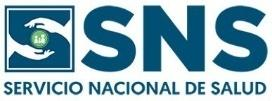 SNS
SERVICIO NACIONAL DE SALUD